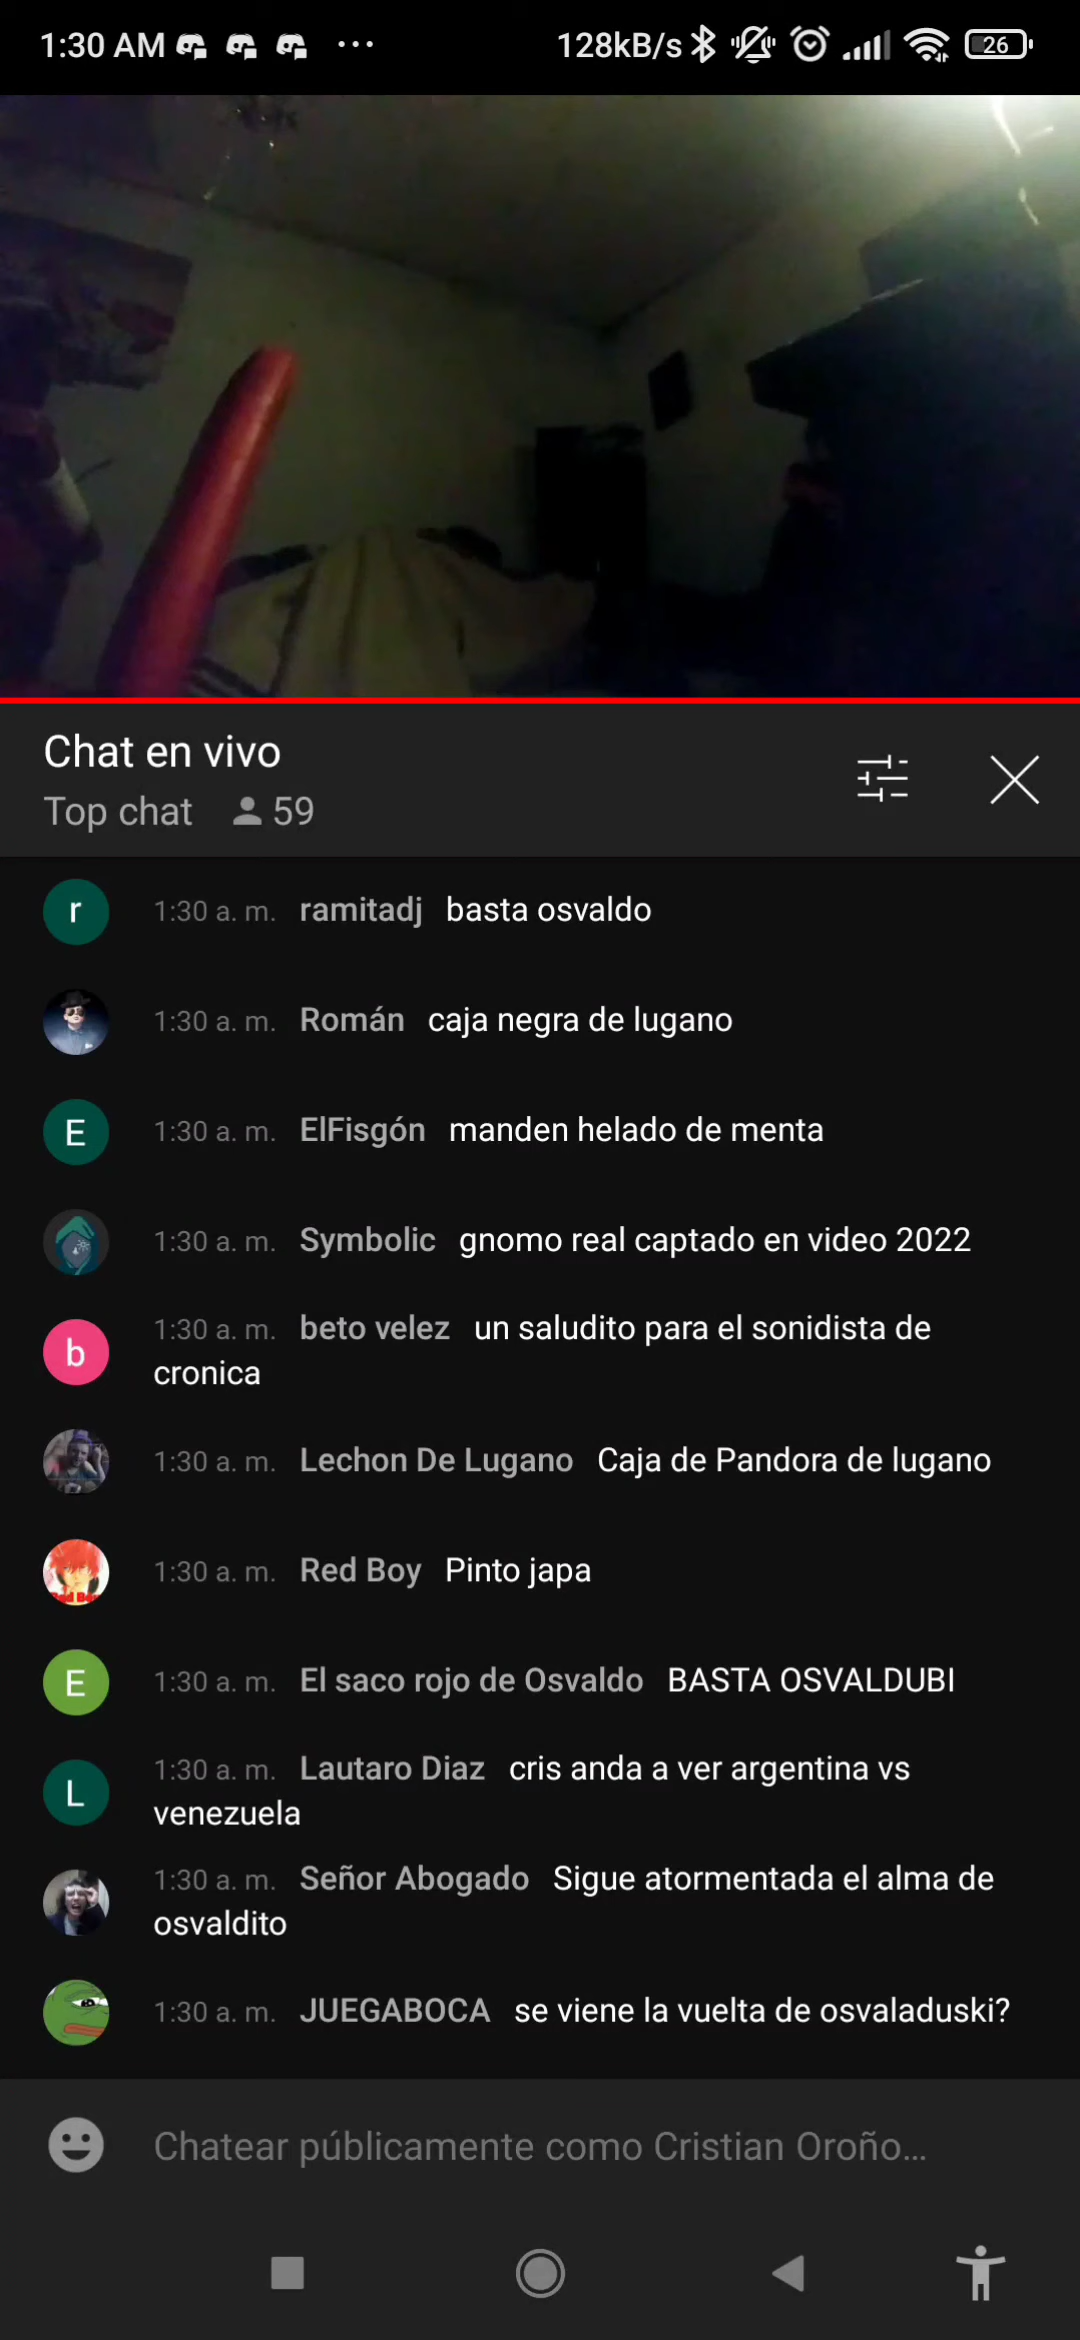 1:30 AM
128kB/s
26
Chat en vivo
Top chat 59
r
1:30 a. m. ramitadj basta osvaldo
1:30 a. m. Román caja negra de lugano
E
1:30 a. m. ElFisgón manden helado de menta
1:30 a. m. Symbolic gnomo real captado en video 2022
b
1:30 a. m. beto velez un saludito para el sonidista de
cronica
1:30 a. m. Lechon De Lugano Caja de Pandora de lugano
1:30 a. m. Red Boy Pinto japa
E
1:30 a. m. El saco rojo de Osvaldo BASTA OSVALDUBI
L
1:30 a. m. Lautaro Diaz cris anda a ver argentina vs
venezuela
1:30 a. m. Señor Abogado Sigue atormentada el alma de
osvaldito
1:30 a. m. JUEGABOCA se viene la vuelta de osvaladuski?
Chatear públicamente como Cristian Oroño...